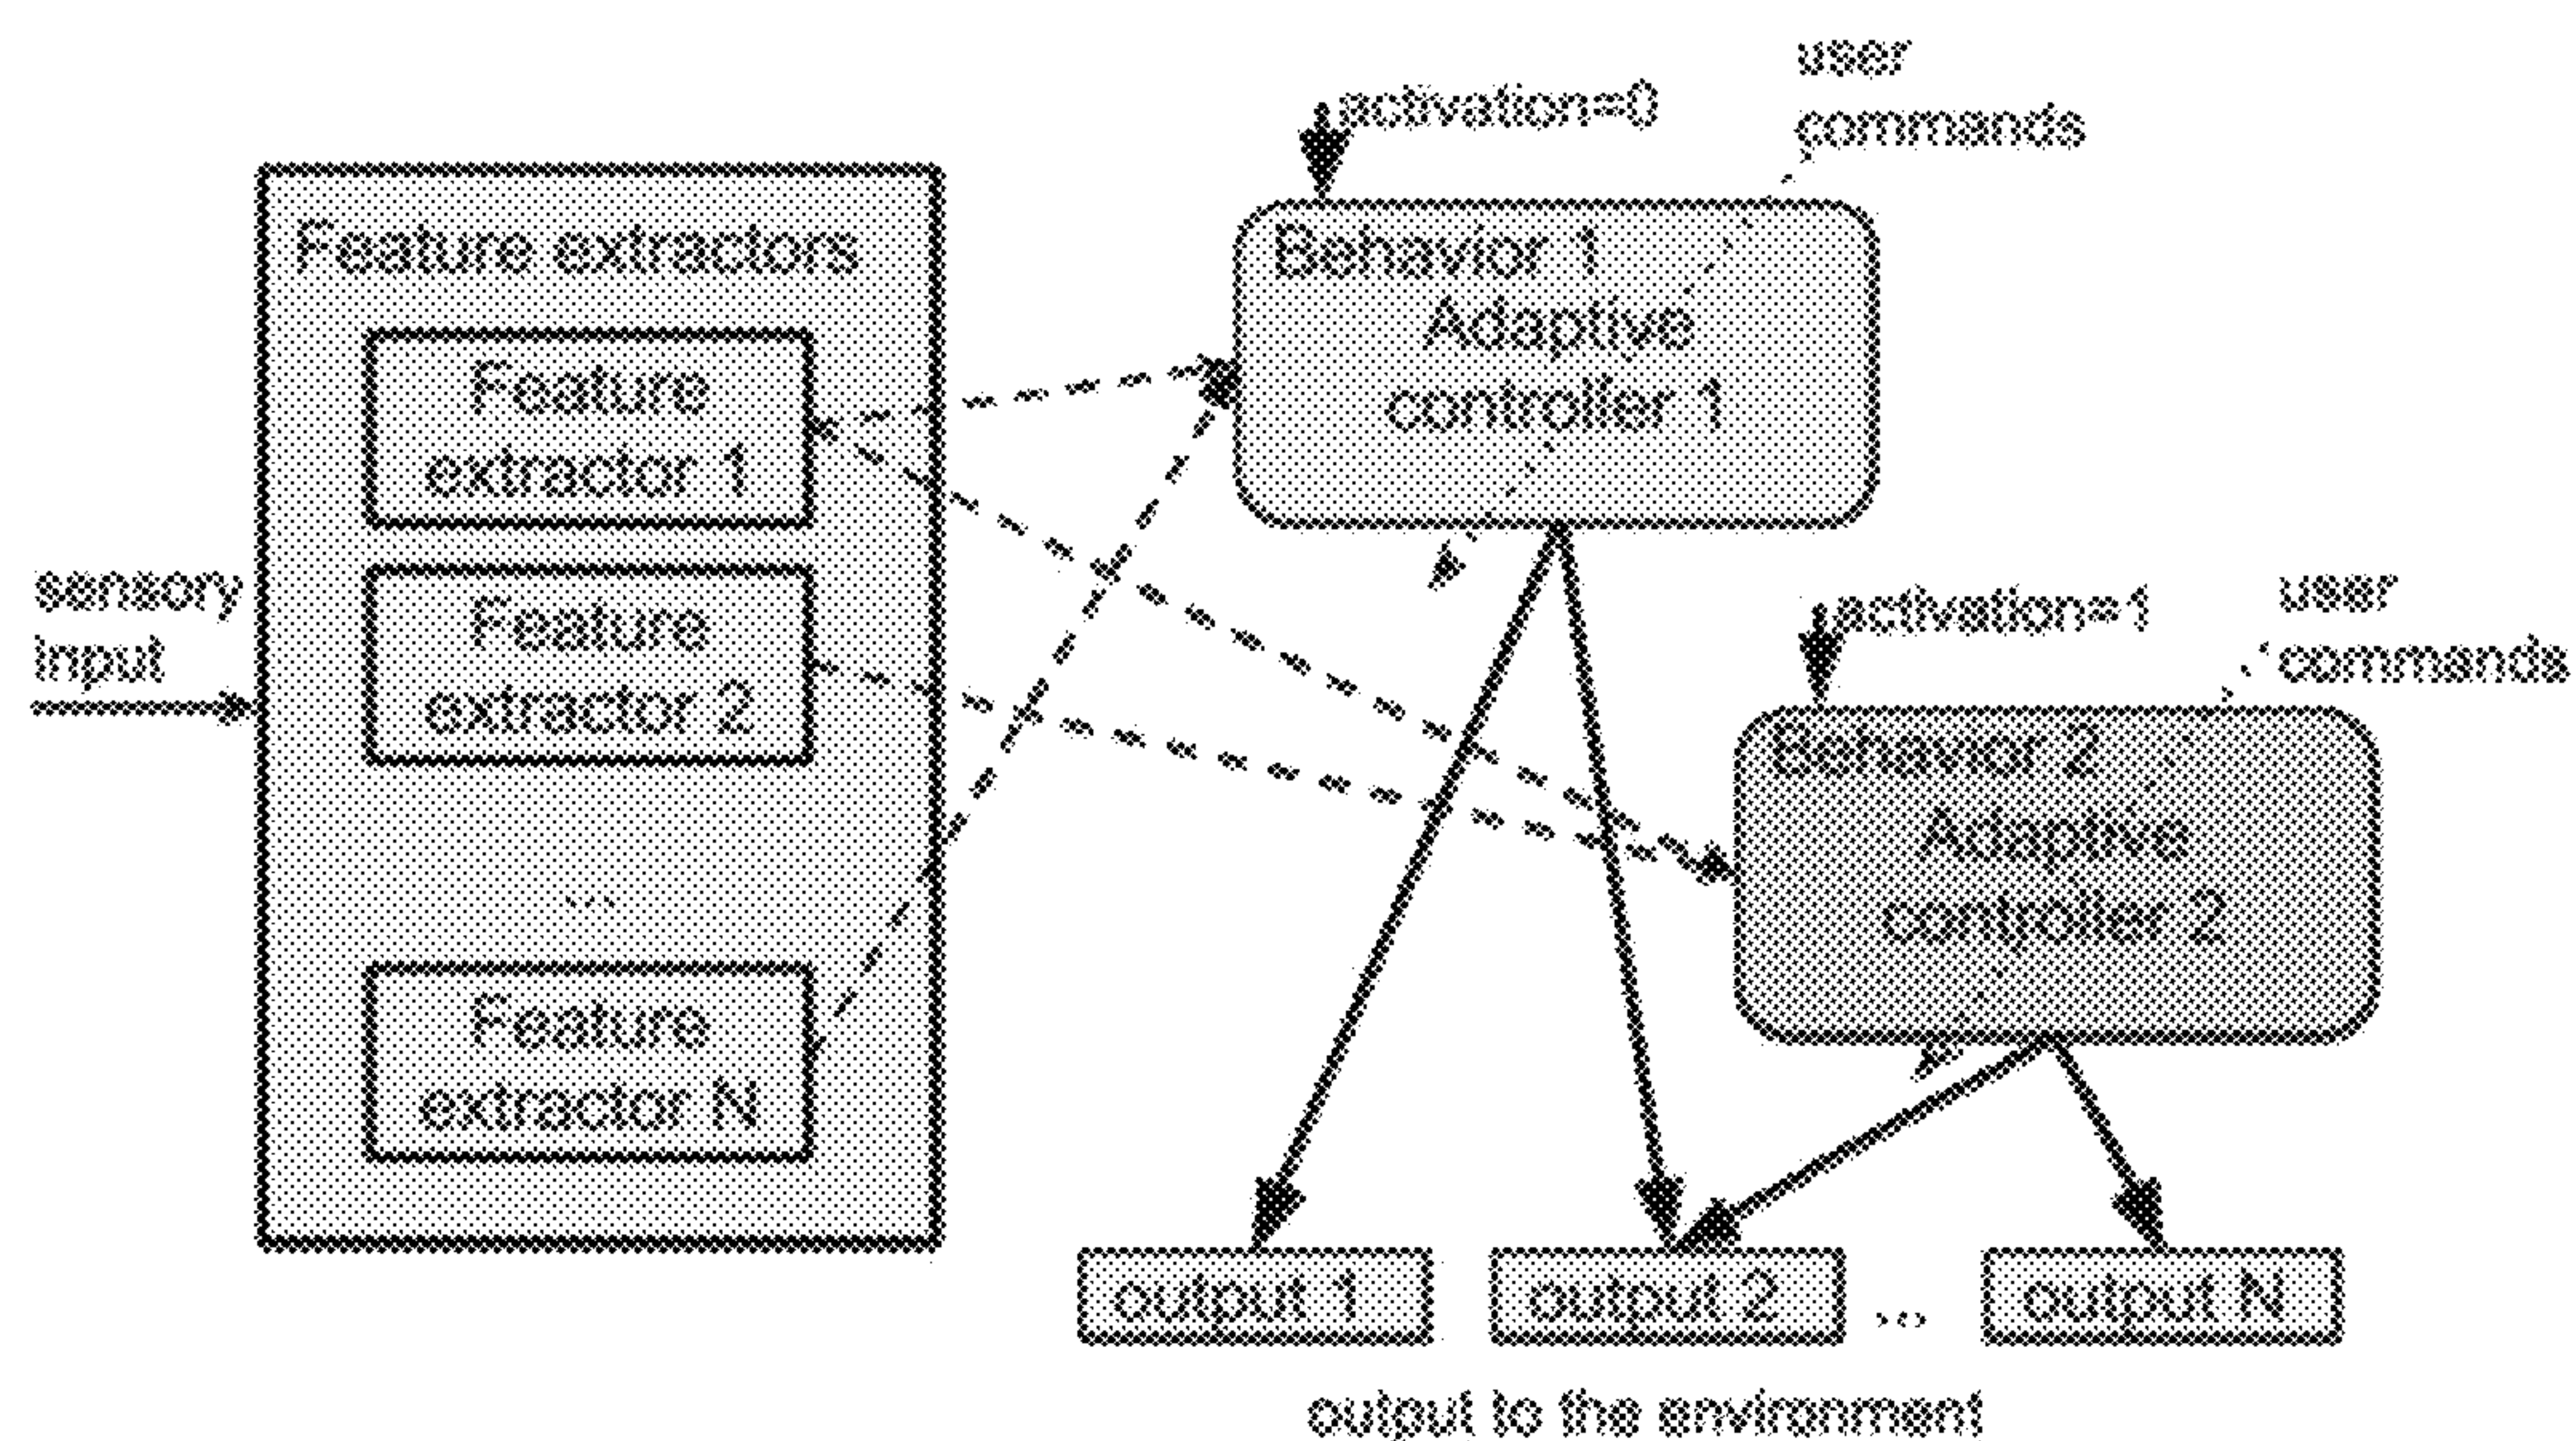 sensory
input
Feature extractors
Feature
extractor 1
Feature
extractor 2
...
Feature
extractor N
activation=0
user
commands
Behavior 1
Adaptive
controller 1
activation=1
user
commands
Behavior 2
Adaptive
controller 2
output 1
output 2
...
output N
output to the environment